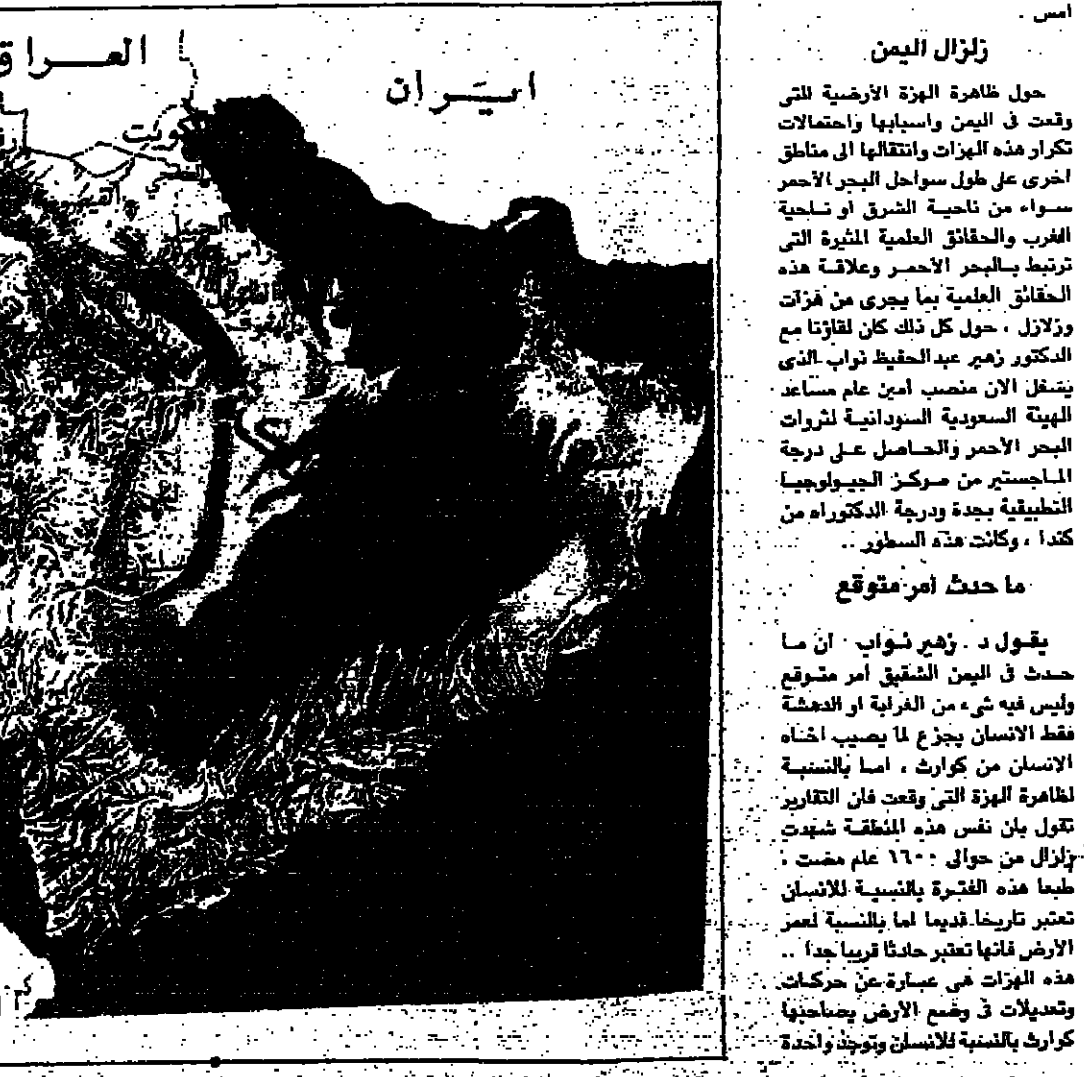 امس .
زلزال اليمن
حول ظاهرة الهزة الأرضية التى
وقعت فى اليمن واسبابها واحتمالات
تكرار هذه الهزات وانتقالها الى مناطق
اخرى على طول سواحل البحر الأحمر
سواء من ناحية الشرق او ناحية
الغرب والحقائق العلمية المثيرة التى
ترتبط بالبحر الأحمر وعلاقة هذه
الحقائق العلمية بما يجرى من هزات
وزلازل ، حول كل ذلك كان لقاؤنا مع
الدكتور زهير عبدالحفيظ نواب الذى
يشغل الان منصب امين عام مساعد
الهيئة السعودية السودانية لثروات
البحر الأحمر والحاصل على درجة
الماجستير من مركز الجيولوجيا
التطبيقية بجدة ودرجة الدكتوراه من
كندا ، وكانت هذه السطور ..
ما حدث امر متوقع
يقول د . زهير نواب ان ما
حدث فى اليمن الشقيق امر متوقع
وليس فيه شىء من الغرابة او الدهشة
فقط الانسان يجزع لما يصيب اخاه
الانسان من كوارث ، اما بالنسبة
لظاهرة الهزة التى وقعت فان التقارير
تقول بان نفس هذه المنطقة شهدت
زلزال من حوالى ١٦٠٠ عام مضت ،
طبعا هذه الفترة بالنسبة للانسان
تعتبر تاريخا قديما اما بالنسبة لعمر
الأرض فانها تعتبر حادثا قريبا جدا ..
هذه الهزات هى عبارة عن حركات
وتعديلات فى وضع الأرض يصاحبها
كوارث بالنسبة للانسان وتوجد واحدة
ايران
العراق
الكويت